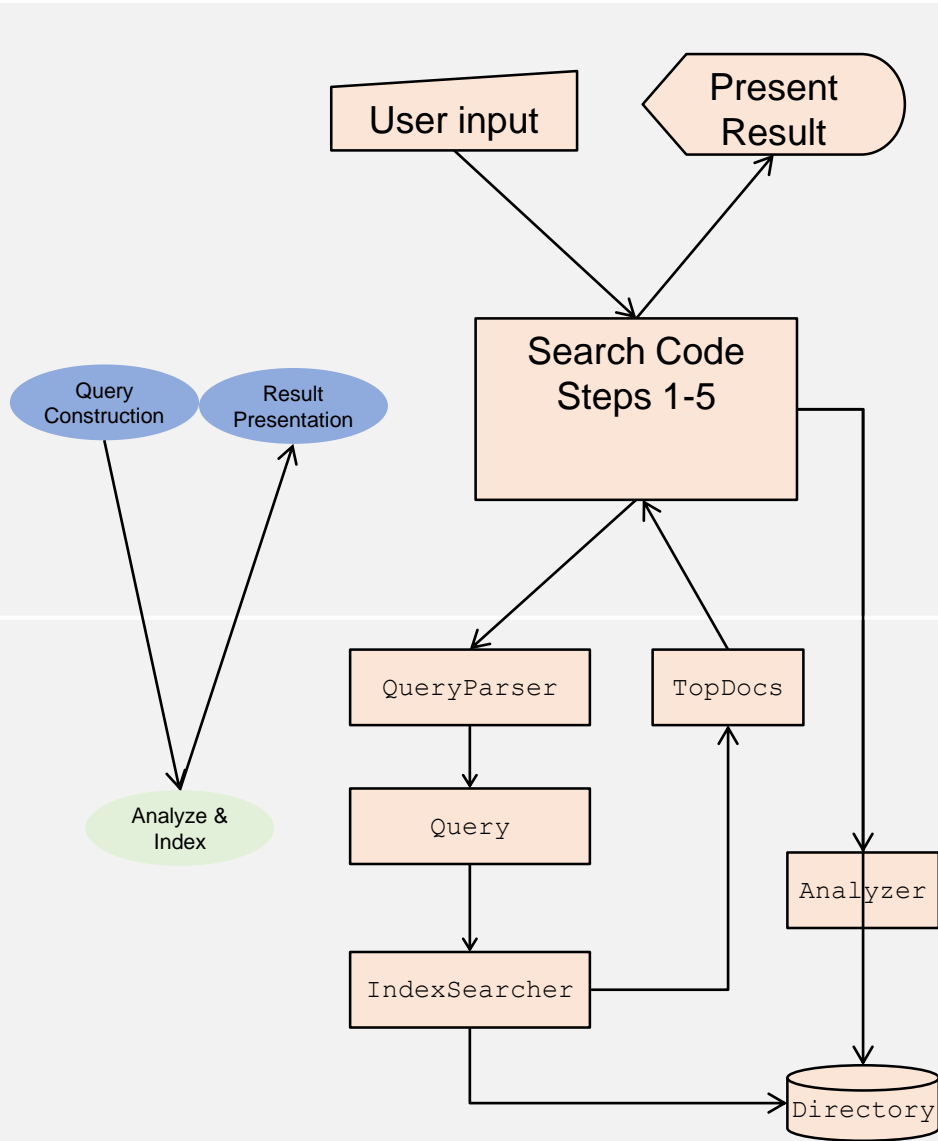 User input
Present
Result
Search Code
Steps 1-5
Query
Construction
Result
Presentation
QueryParser
TopDocs
Query
Analyze &
Index
Analyzer
IndexSearcher
Directory